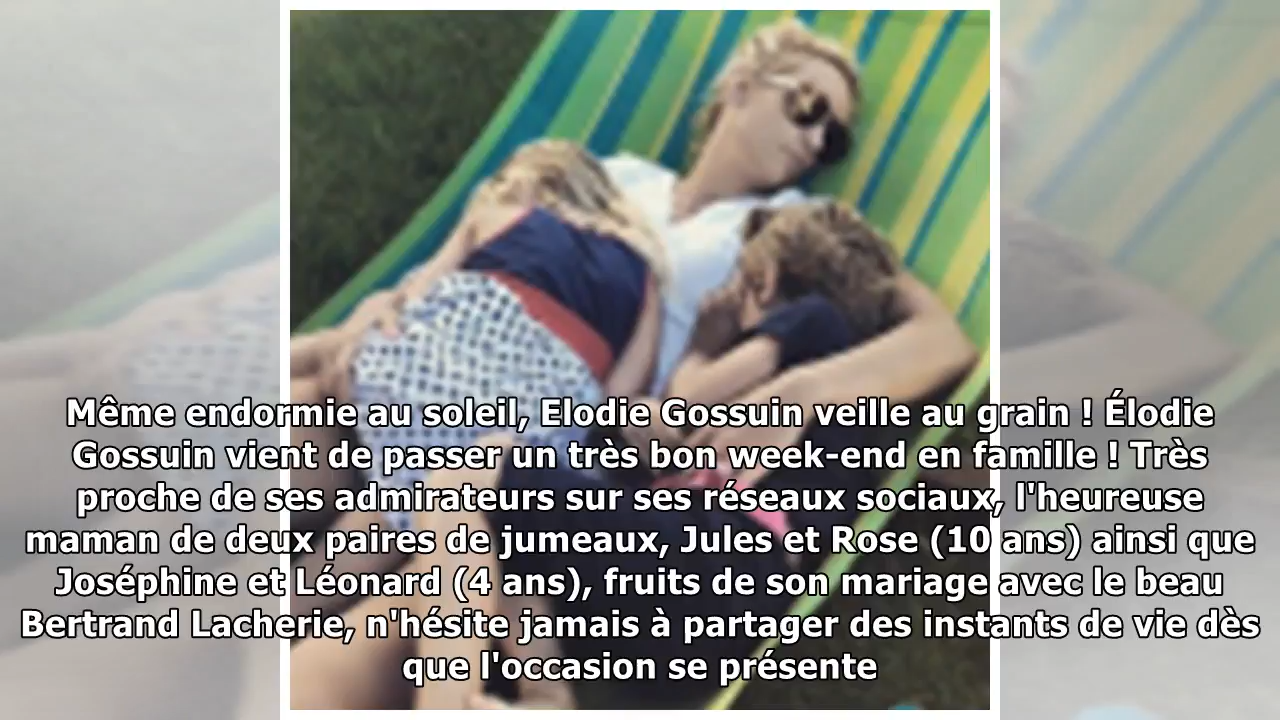 Même endormie au soleil, Elodie Gossuin veille au grain ! Élodie
Gossuin vient de passer un très bon week-end en famille ! Très
proche de ses admirateurs sur ses réseaux sociaux, l'heureuse
maman de deux paires de jumeaux, Jules et Rose (10 ans) ainsi que
Joséphine et Léonard (4 ans), fruits de son mariage avec le beau
Bertrand Lacherie, n'hésite jamais à partager des instants de vie dès
que l'occasion se présente